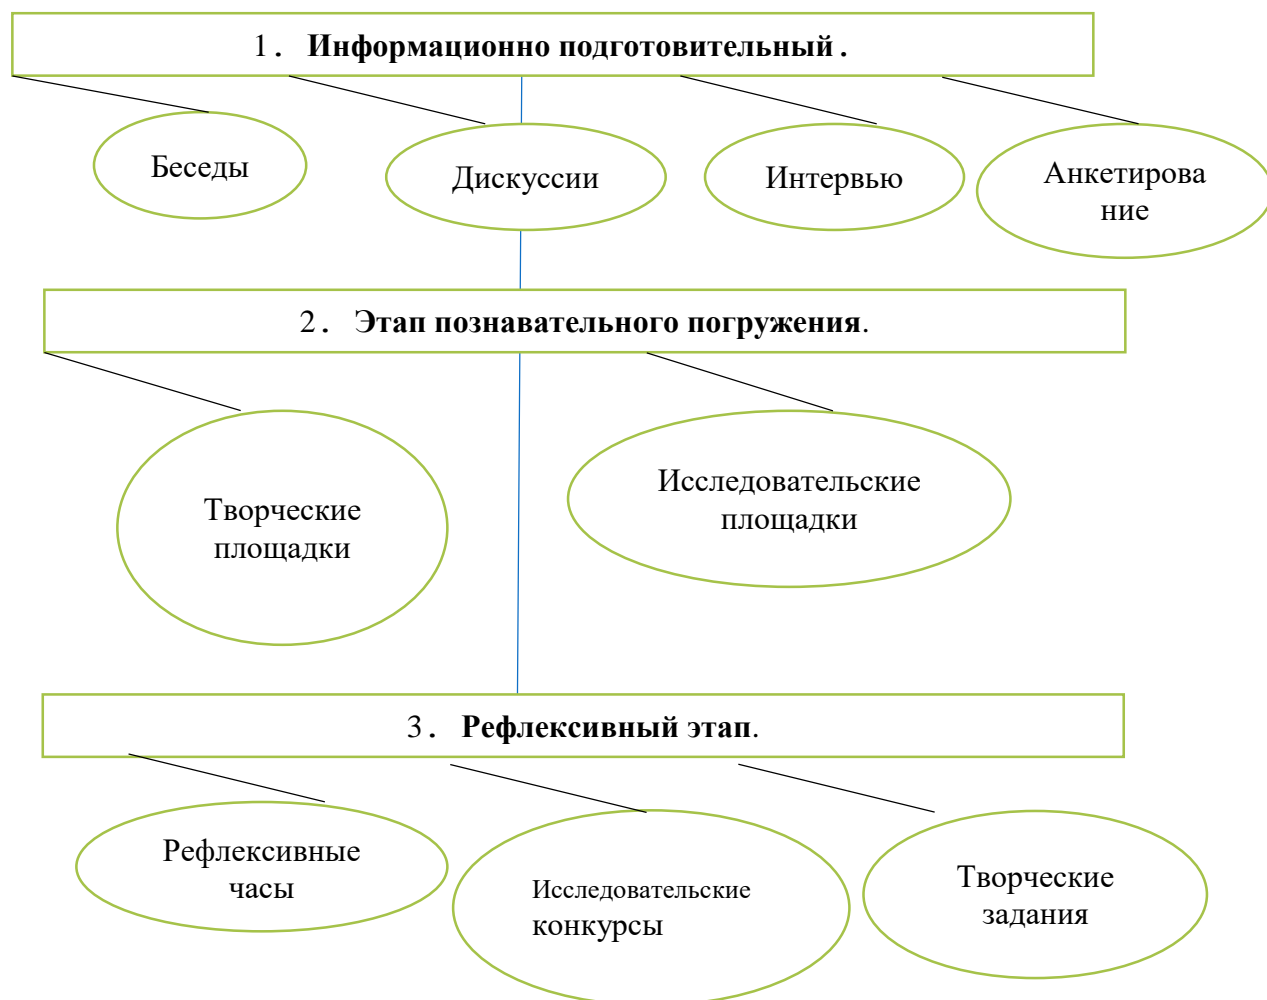 1. Информационно подготовительный.
Беседы
Дискуссии
Интервью
Анкетирова
ние
2. Этап познавательного погружения.
Творческие
площадки
Исследовательские
площадки
3. Рефлексивный этап.
Рефлексивные
часы
Исследовательские
конкурсы
Творческие
задания